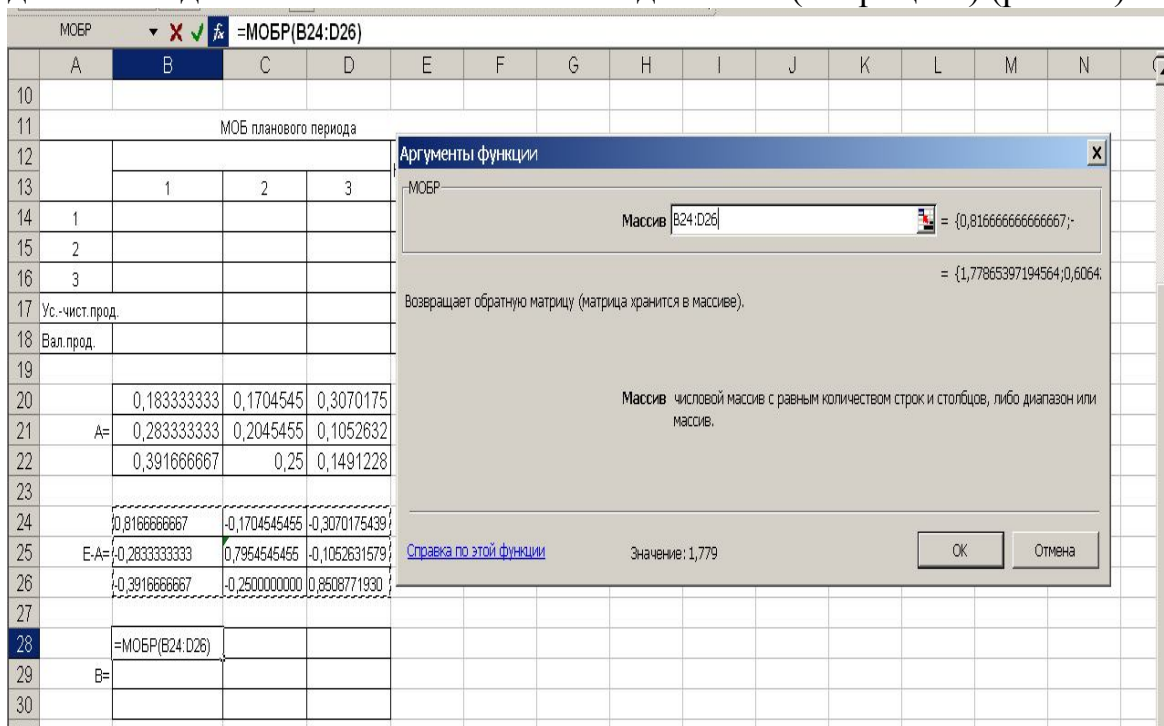 МОБР =МОБР(B24:D26)
A B C D E F G H I J K L M N
10
11 МОБ планового периода
12
13 1 2 3
14 1
15 2
16 3
17 Ус.-чист.прод.
18 Вал.прод.
19
20 0,183333333 0,1704545 0,3070175
21 A= 0,283333333 0,2045455 0,1052632
22 0,391666667 0,25 0,1491228
23
24 0,8166666667 -0,1704545455 -0,3070175439
25 E-A= -0,2833333333 0,7954545455 -0,1052631579
26 -0,3916666667 -0,2500000000 0,8508771930
27
28 =МОБР(B24:D26)
29 B=
30
Аргументы функции
МОБР
Массив B24:D26 = {0,816666666666667;-
= {1,77865397194564;0,6064
Возвращает обратную матрицу (матрица хранится в массиве).
Массив числовой массив с равным количеством строк и столбцов, либо диапазон или
массив.
Справка по этой функции Значение: 1,779 ОК Отмена